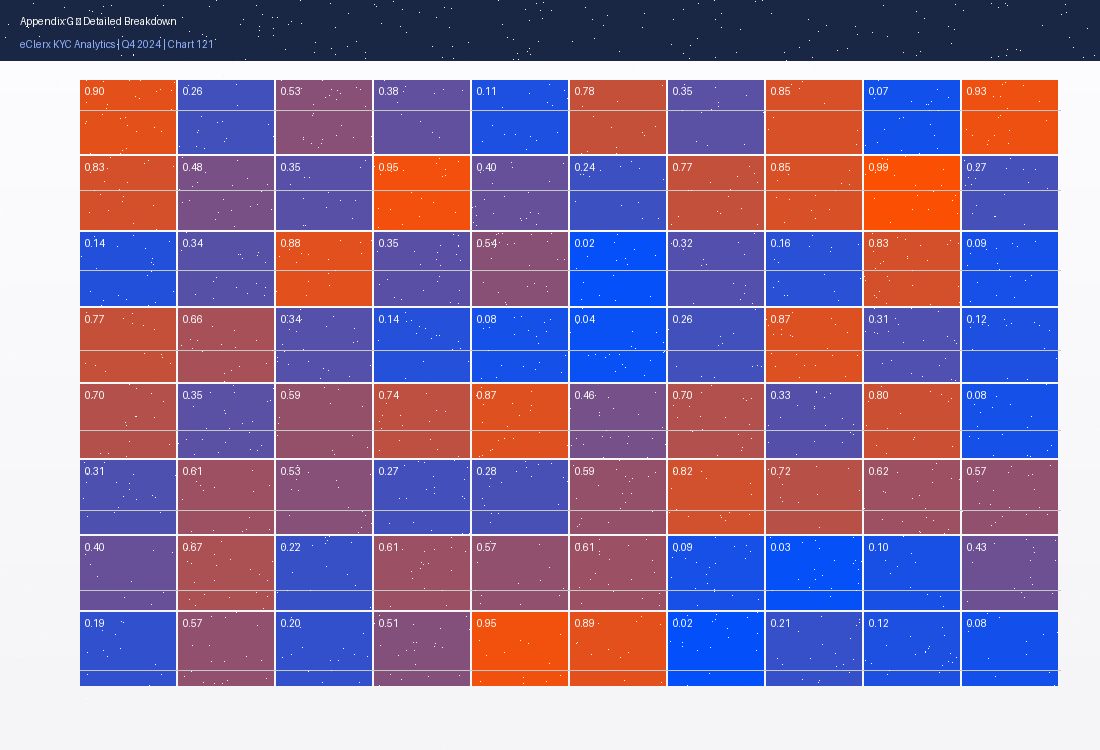 Appendix G ▯ Detailed Breakdown
eClerx KYC Analytics | Q4 2024 | Chart 121
0.90 0.26 0.53 0.38 0.11 0.78 0.35 0.85 0.07 0.93
0.83 0.48 0.35 0.95 0.40 0.24 0.77 0.85 0.99 0.27
0.14 0.34 0.88 0.35 0.54 0.02 0.32 0.16 0.83 0.09
0.77 0.66 0.34 0.14 0.08 0.04 0.26 0.87 0.31 0.12
0.70 0.35 0.59 0.74 0.87 0.46 0.70 0.33 0.80 0.08
0.31 0.61 0.53 0.27 0.28 0.59 0.82 0.72 0.62 0.57
0.40 0.67 0.22 0.61 0.57 0.61 0.09 0.03 0.10 0.43
0.19 0.57 0.20 0.51 0.95 0.89 0.02 0.21 0.12 0.08